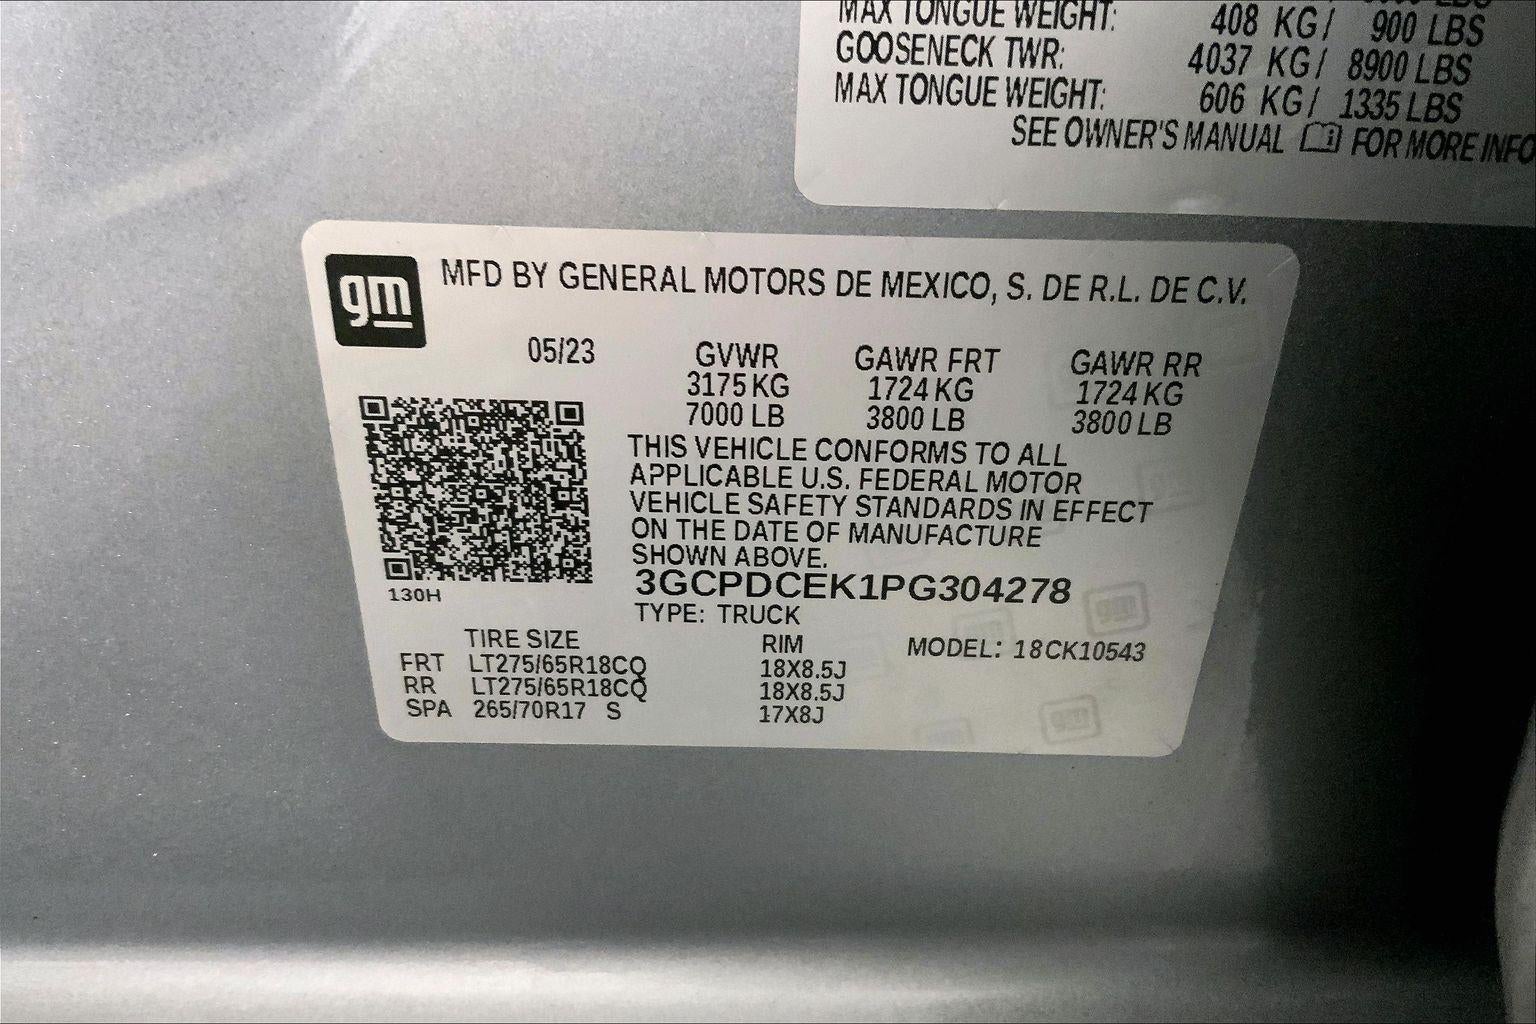 MAX TONGUE WEIGHT: 408 KG/ 900 LBS
GOOSENECK TWR: 4037 KG/ 8900 LBS
MAX TONGUE WEIGHT: 606 KG/ 1335 LBS
SEE OWNER'S MANUAL FOR MORE INFO
gm
MFD BY GENERAL MOTORS DE MEXICO, S. DE R.L. DE C.V.
05/23 GVWR GAWR FRT GAWR RR
3175 KG 1724 KG 1724 KG
7000 LB 3800 LB 3800 LB
THIS VEHICLE CONFORMS TO ALL
APPLICABLE U.S. FEDERAL MOTOR
VEHICLE SAFETY STANDARDS IN EFFECT
ON THE DATE OF MANUFACTURE
SHOWN ABOVE.
3GCPDCEK1PG304278
130H
TYPE: TRUCK
TIRE SIZE RIM MODEL: 18CK10543
FRT LT275/65R18CQ 18X8.5J
RR LT275/65R18CQ 18X8.5J
SPA 265/70R17 S 17X8J